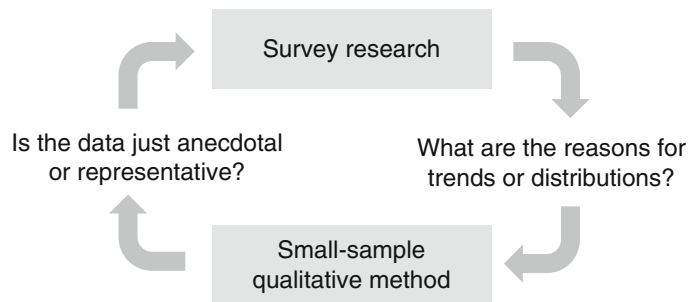 Survey research
Is the data just anecdotal
or representative?
What are the reasons for
trends or distributions?
Small-sample
qualitative method